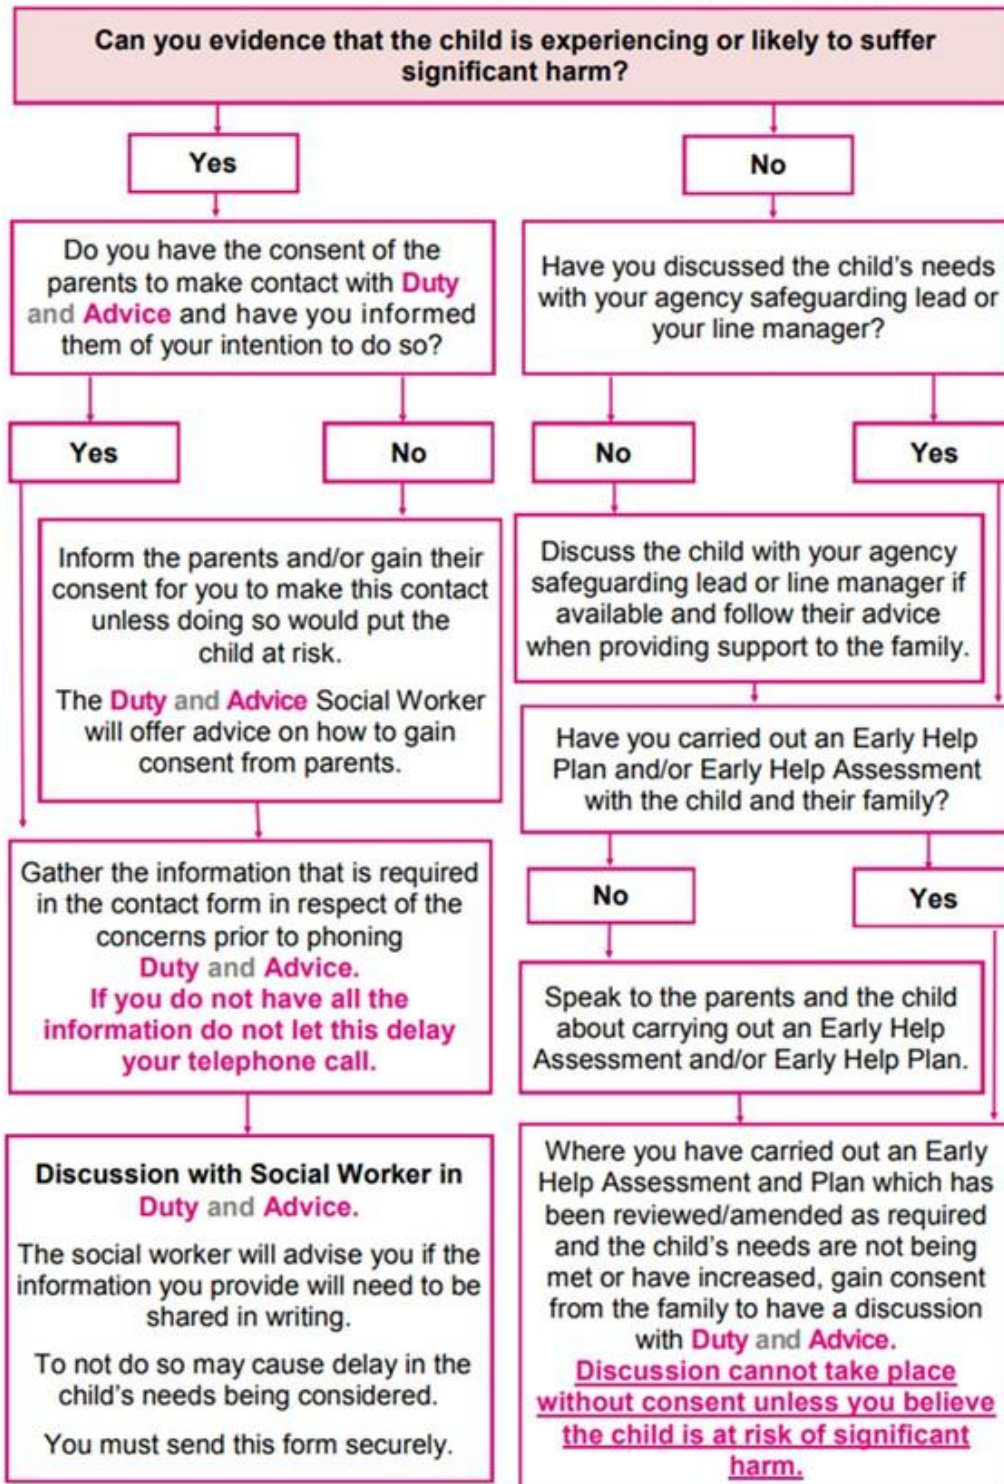 Can you evidence that the child is experiencing or likely to suffer
significant harm?
Yes
No
Do you have the consent of the
parents to make contact with Duty
and Advice and have you informed
them of your intention to do so?
Have you discussed the child's needs
with your agency safeguarding lead or
your line manager?
Yes
No
No
Yes
Inform the parents and/or gain their
consent for you to make this contact
unless doing so would put the
child at risk.
The Duty and Advice Social Worker
will offer advice on how to gain
consent from parents.
Discuss the child with your agency
safeguarding lead or line manager if
available and follow their advice
when providing support to the family.
Have you carried out an Early Help
Plan and/or Early Help Assessment
with the child and their family?
Gather the information that is required
in the contact form in respect of the
concerns prior to phoning
Duty and Advice.
If you do not have all the
information do not let this delay
your telephone call.
No
Yes
Speak to the parents and the child
about carrying out an Early Help
Assessment and/or Early Help Plan.
Discussion with Social Worker in
Duty and Advice.
The social worker will advise you if the
information you provide will need to be
shared in writing.
To not do so may cause delay in the
child's needs being considered.
You must send this form securely.
Where you have carried out an Early
Help Assessment and Plan which has
been reviewed/amended as required
and the child's needs are not being
met or have increased, gain consent
from the family to have a discussion
with Duty and Advice.
Discussion cannot take place
without consent unless you believe
the child is at risk of significant
harm.